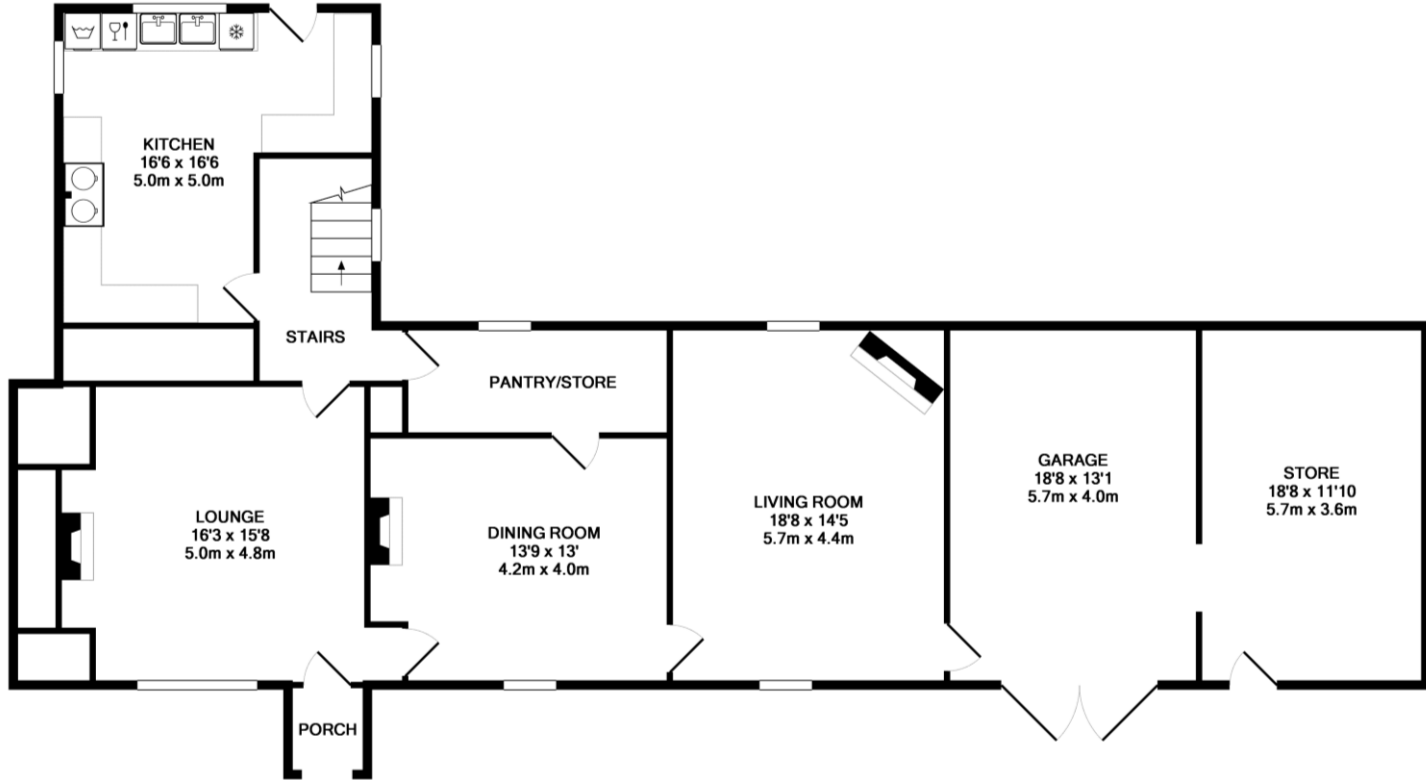 KITCHEN
16'6 x 16'6
5.0m x 5.0m
STAIRS
PANTRY/STORE
LOUNGE
16'3 x 15'8
5.0m x 4.8m
DINING ROOM
13'9 x 13'
4.2m x 4.0m
LIVING ROOM
18'8 x 14'5
5.7m x 4.4m
GARAGE
18'8 x 13'1
5.7m x 4.0m
STORE
18'8 x 11'10
5.7m x 3.6m
PORCH